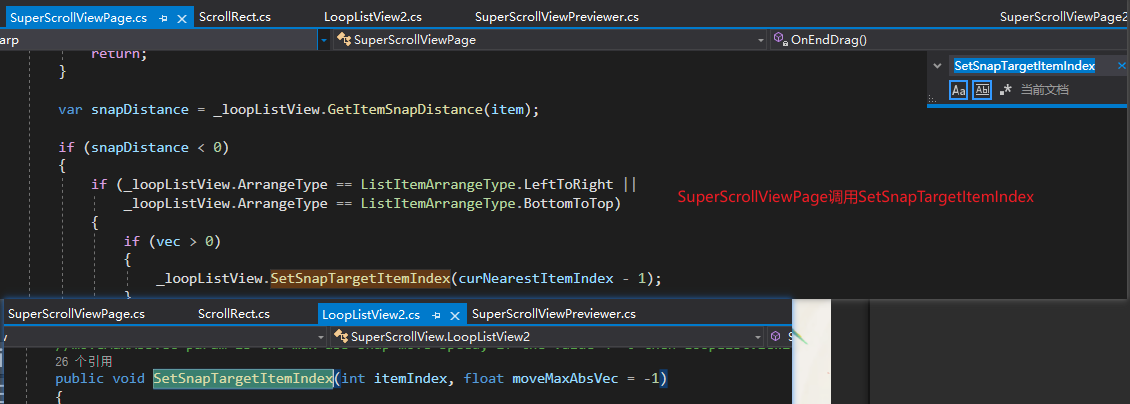 SuperScrollViewPage.cs ScrollRect.cs LoopListView2.cs SuperScrollViewPreviewer.cs SuperScrollViewPage2
arp SuperScrollViewPage OnEndDrag()
return;
}
SetSnapTargetItemIndex
Aa Ab .* 当前文档
var snapDistance = _loopListView.GetItemSnapDistance(item);
if (snapDistance < 0)
{
if (_loopListView.ArrangeType == ListItemArrangeType.LeftToRight ||
_loopListView.ArrangeType == ListItemArrangeType.BottomToTop)
SuperScrollViewPage调用SetSnapTargetItemIndex
{
if (vec > 0)
{
_loopListView.SetSnapTargetItemIndex(curNearestItemIndex - 1);
}
SuperScrollViewPage.cs ScrollRect.cs LoopListView2.cs SuperScrollViewPreviewer.cs
SuperScrollView.LoopListView2
26 个引用
public void SetSnapTargetItemIndex(int itemIndex, float moveMaxAbsVec = -1)
{